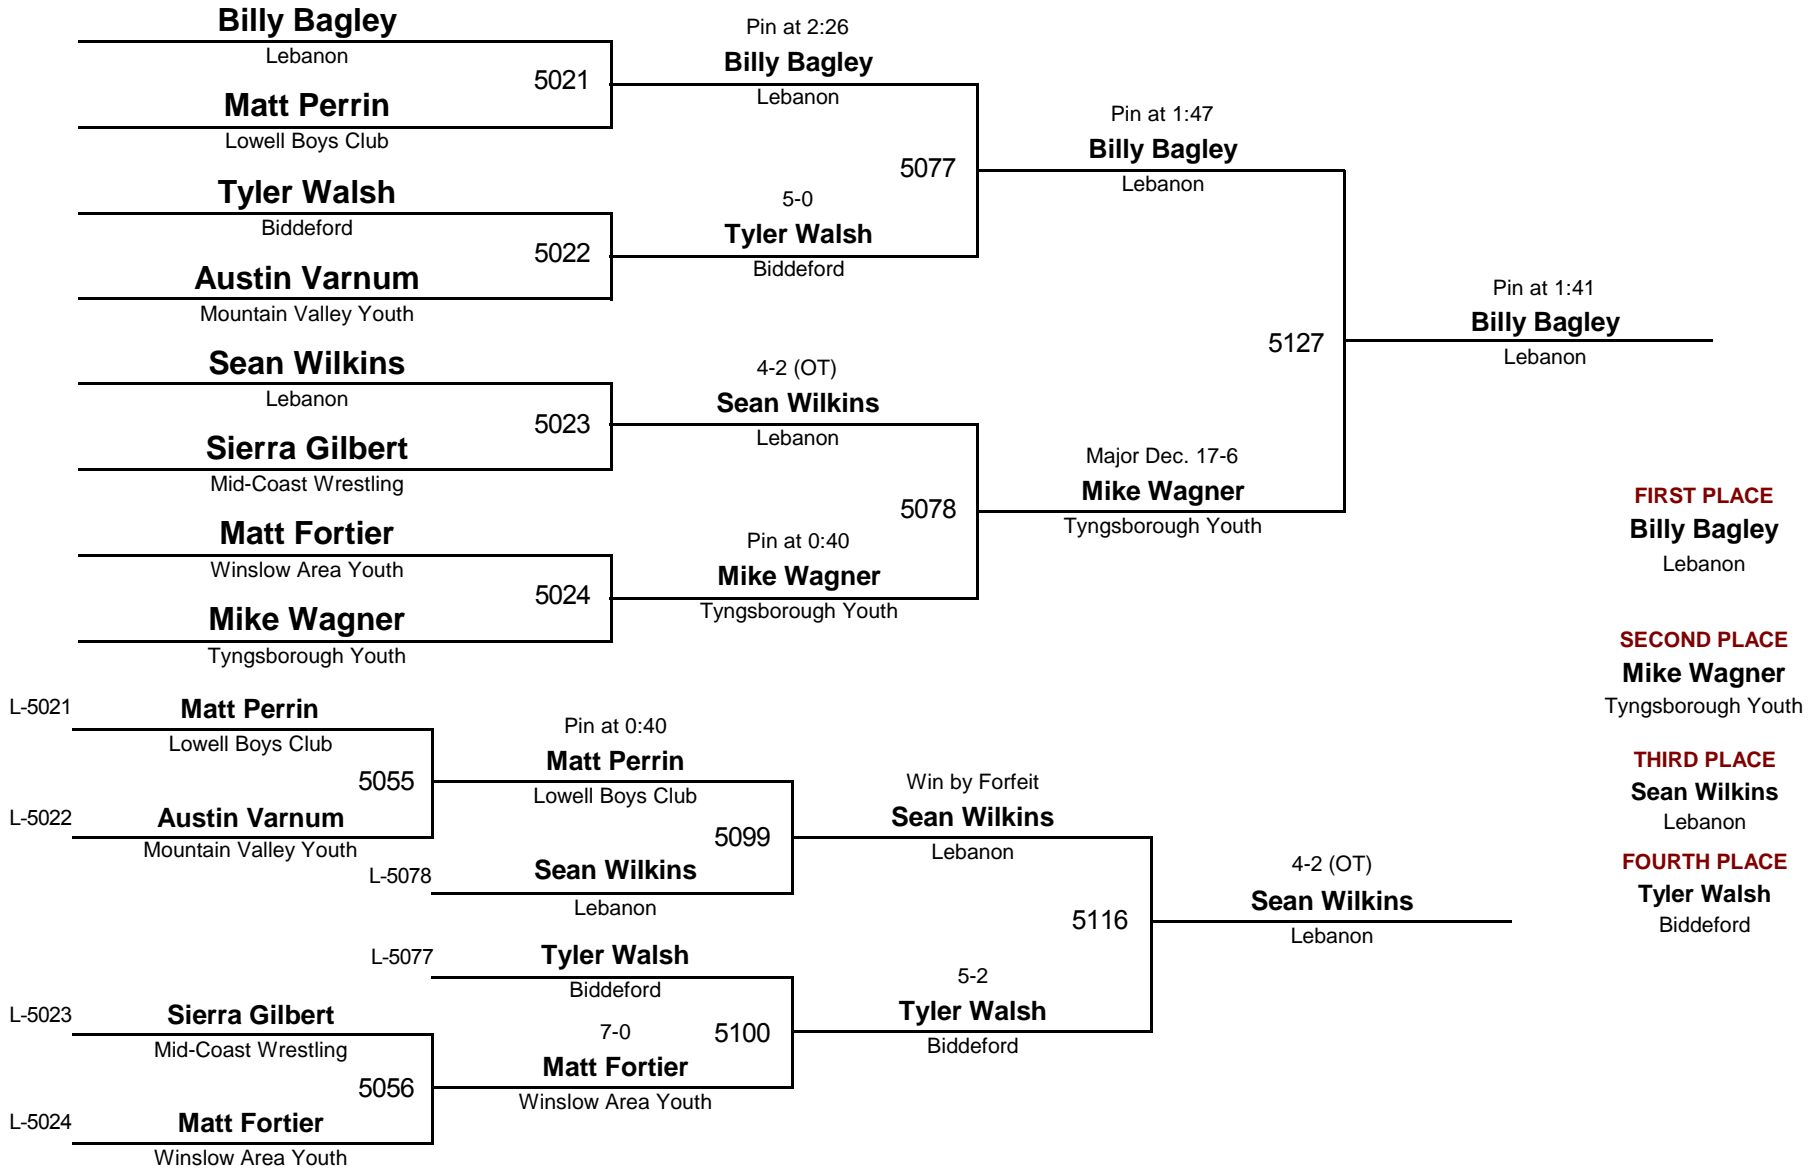 Billy Bagley
Lebanon
5021
Matt Perrin
Lowell Boys Club
Tyler Walsh
Biddeford
5022
Austin Varnum
Mountain Valley Youth
Sean Wilkins
Lebanon
5023
Sierra Gilbert
Mid-Coast Wrestling
Matt Fortier
Winslow Area Youth
5024
Mike Wagner
Tyngsborough Youth
Pin at 2:26
Billy Bagley
Lebanon
5077
5-0
Tyler Walsh
Biddeford
4-2 (OT)
Sean Wilkins
Lebanon
5078
Pin at 0:40
Mike Wagner
Tyngsborough Youth
Pin at 1:47
Billy Bagley
Lebanon
5127
Major Dec. 17-6
Mike Wagner
Tyngsborough Youth
Pin at 1:41
Billy Bagley
Lebanon
L-5021
Matt Perrin
Lowell Boys Club
5055
L-5022
Austin Varnum
Mountain Valley Youth
Pin at 0:40
Matt Perrin
Lowell Boys Club
5099
L-5078
Sean Wilkins
Lebanon
L-5077
Tyler Walsh
Biddeford
5100
7-0
Matt Fortier
Winslow Area Youth
L-5023
Sierra Gilbert
Mid-Coast Wrestling
5056
L-5024
Matt Fortier
Winslow Area Youth
Win by Forfeit
Sean Wilkins
Lebanon
5116
5-2
Tyler Walsh
Biddeford
4-2 (OT)
Sean Wilkins
Lebanon
FIRST PLACE
Billy Bagley
Lebanon
SECOND PLACE
Mike Wagner
Tyngsborough Youth
THIRD PLACE
Sean Wilkins
Lebanon
FOURTH PLACE
Tyler Walsh
Biddeford